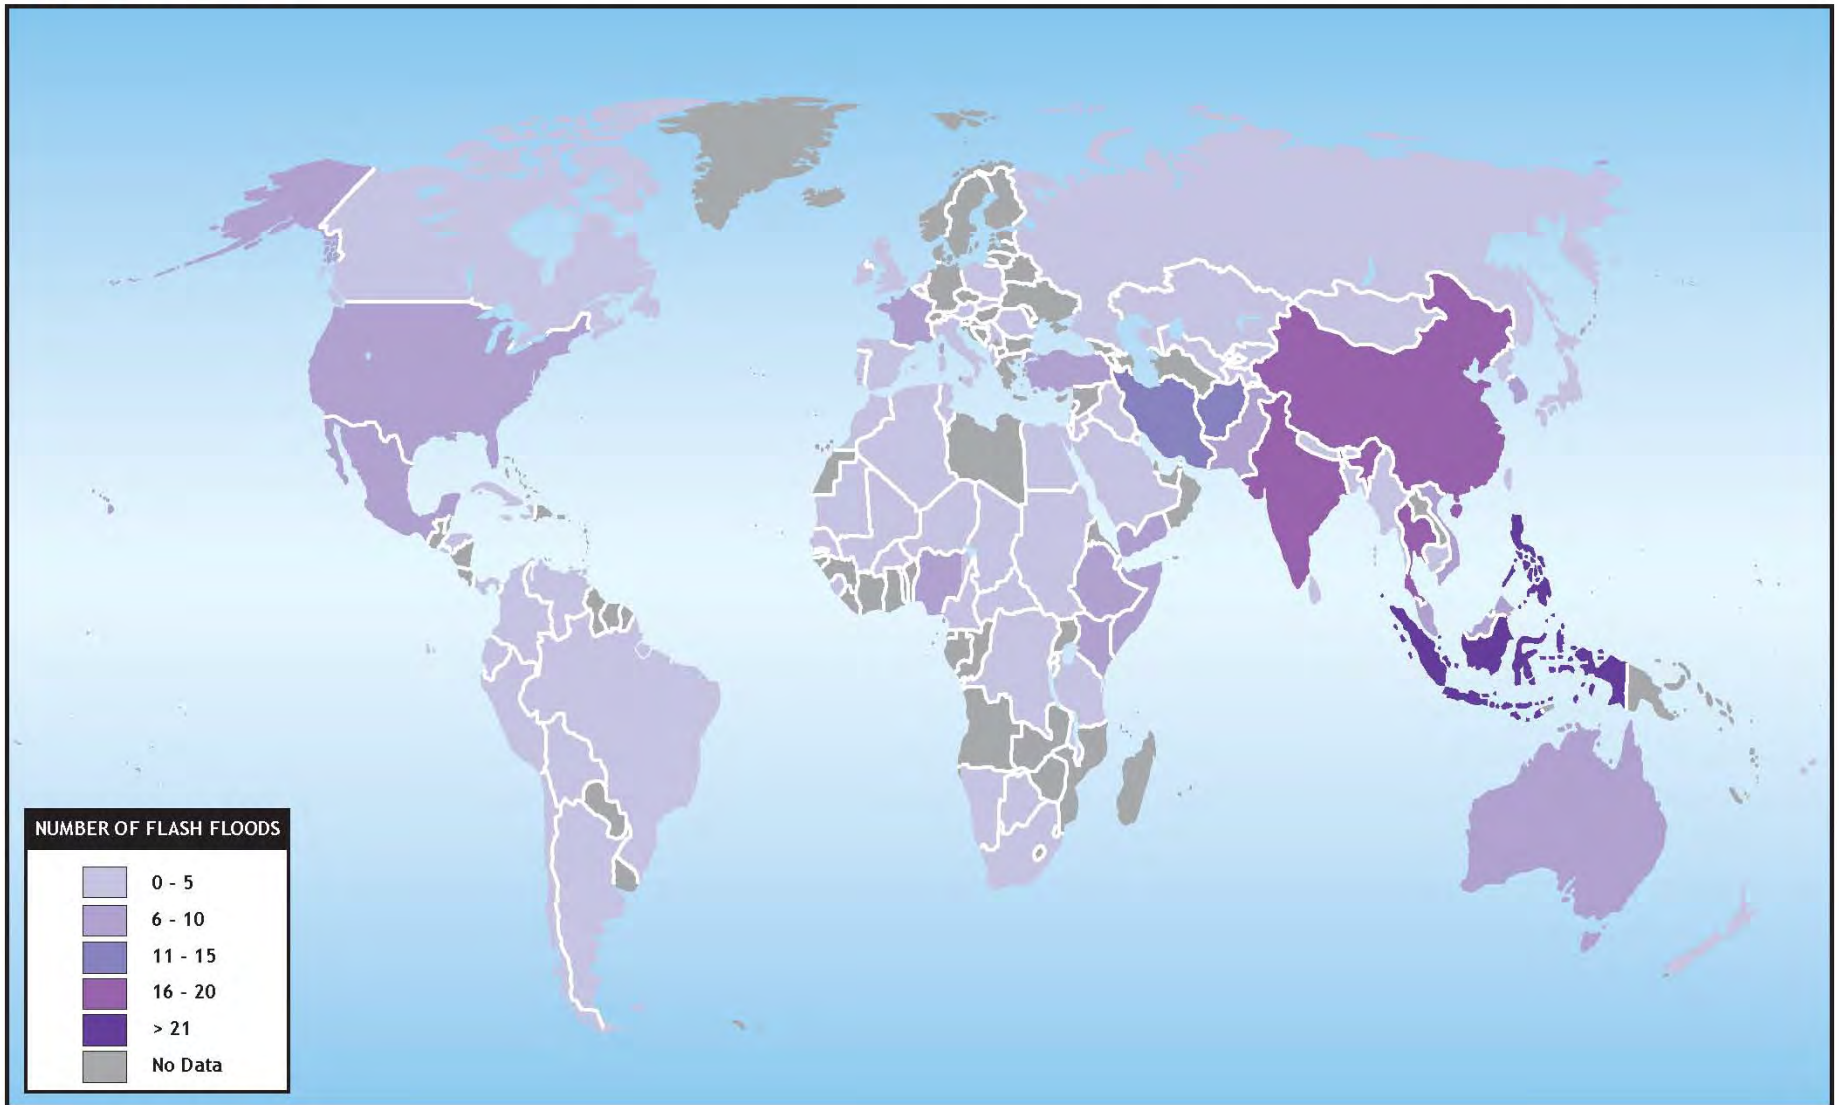 NUMBER OF FLASH FLOODS
0 - 5
6 - 10
11 - 15
16 - 20
> 21
No Data